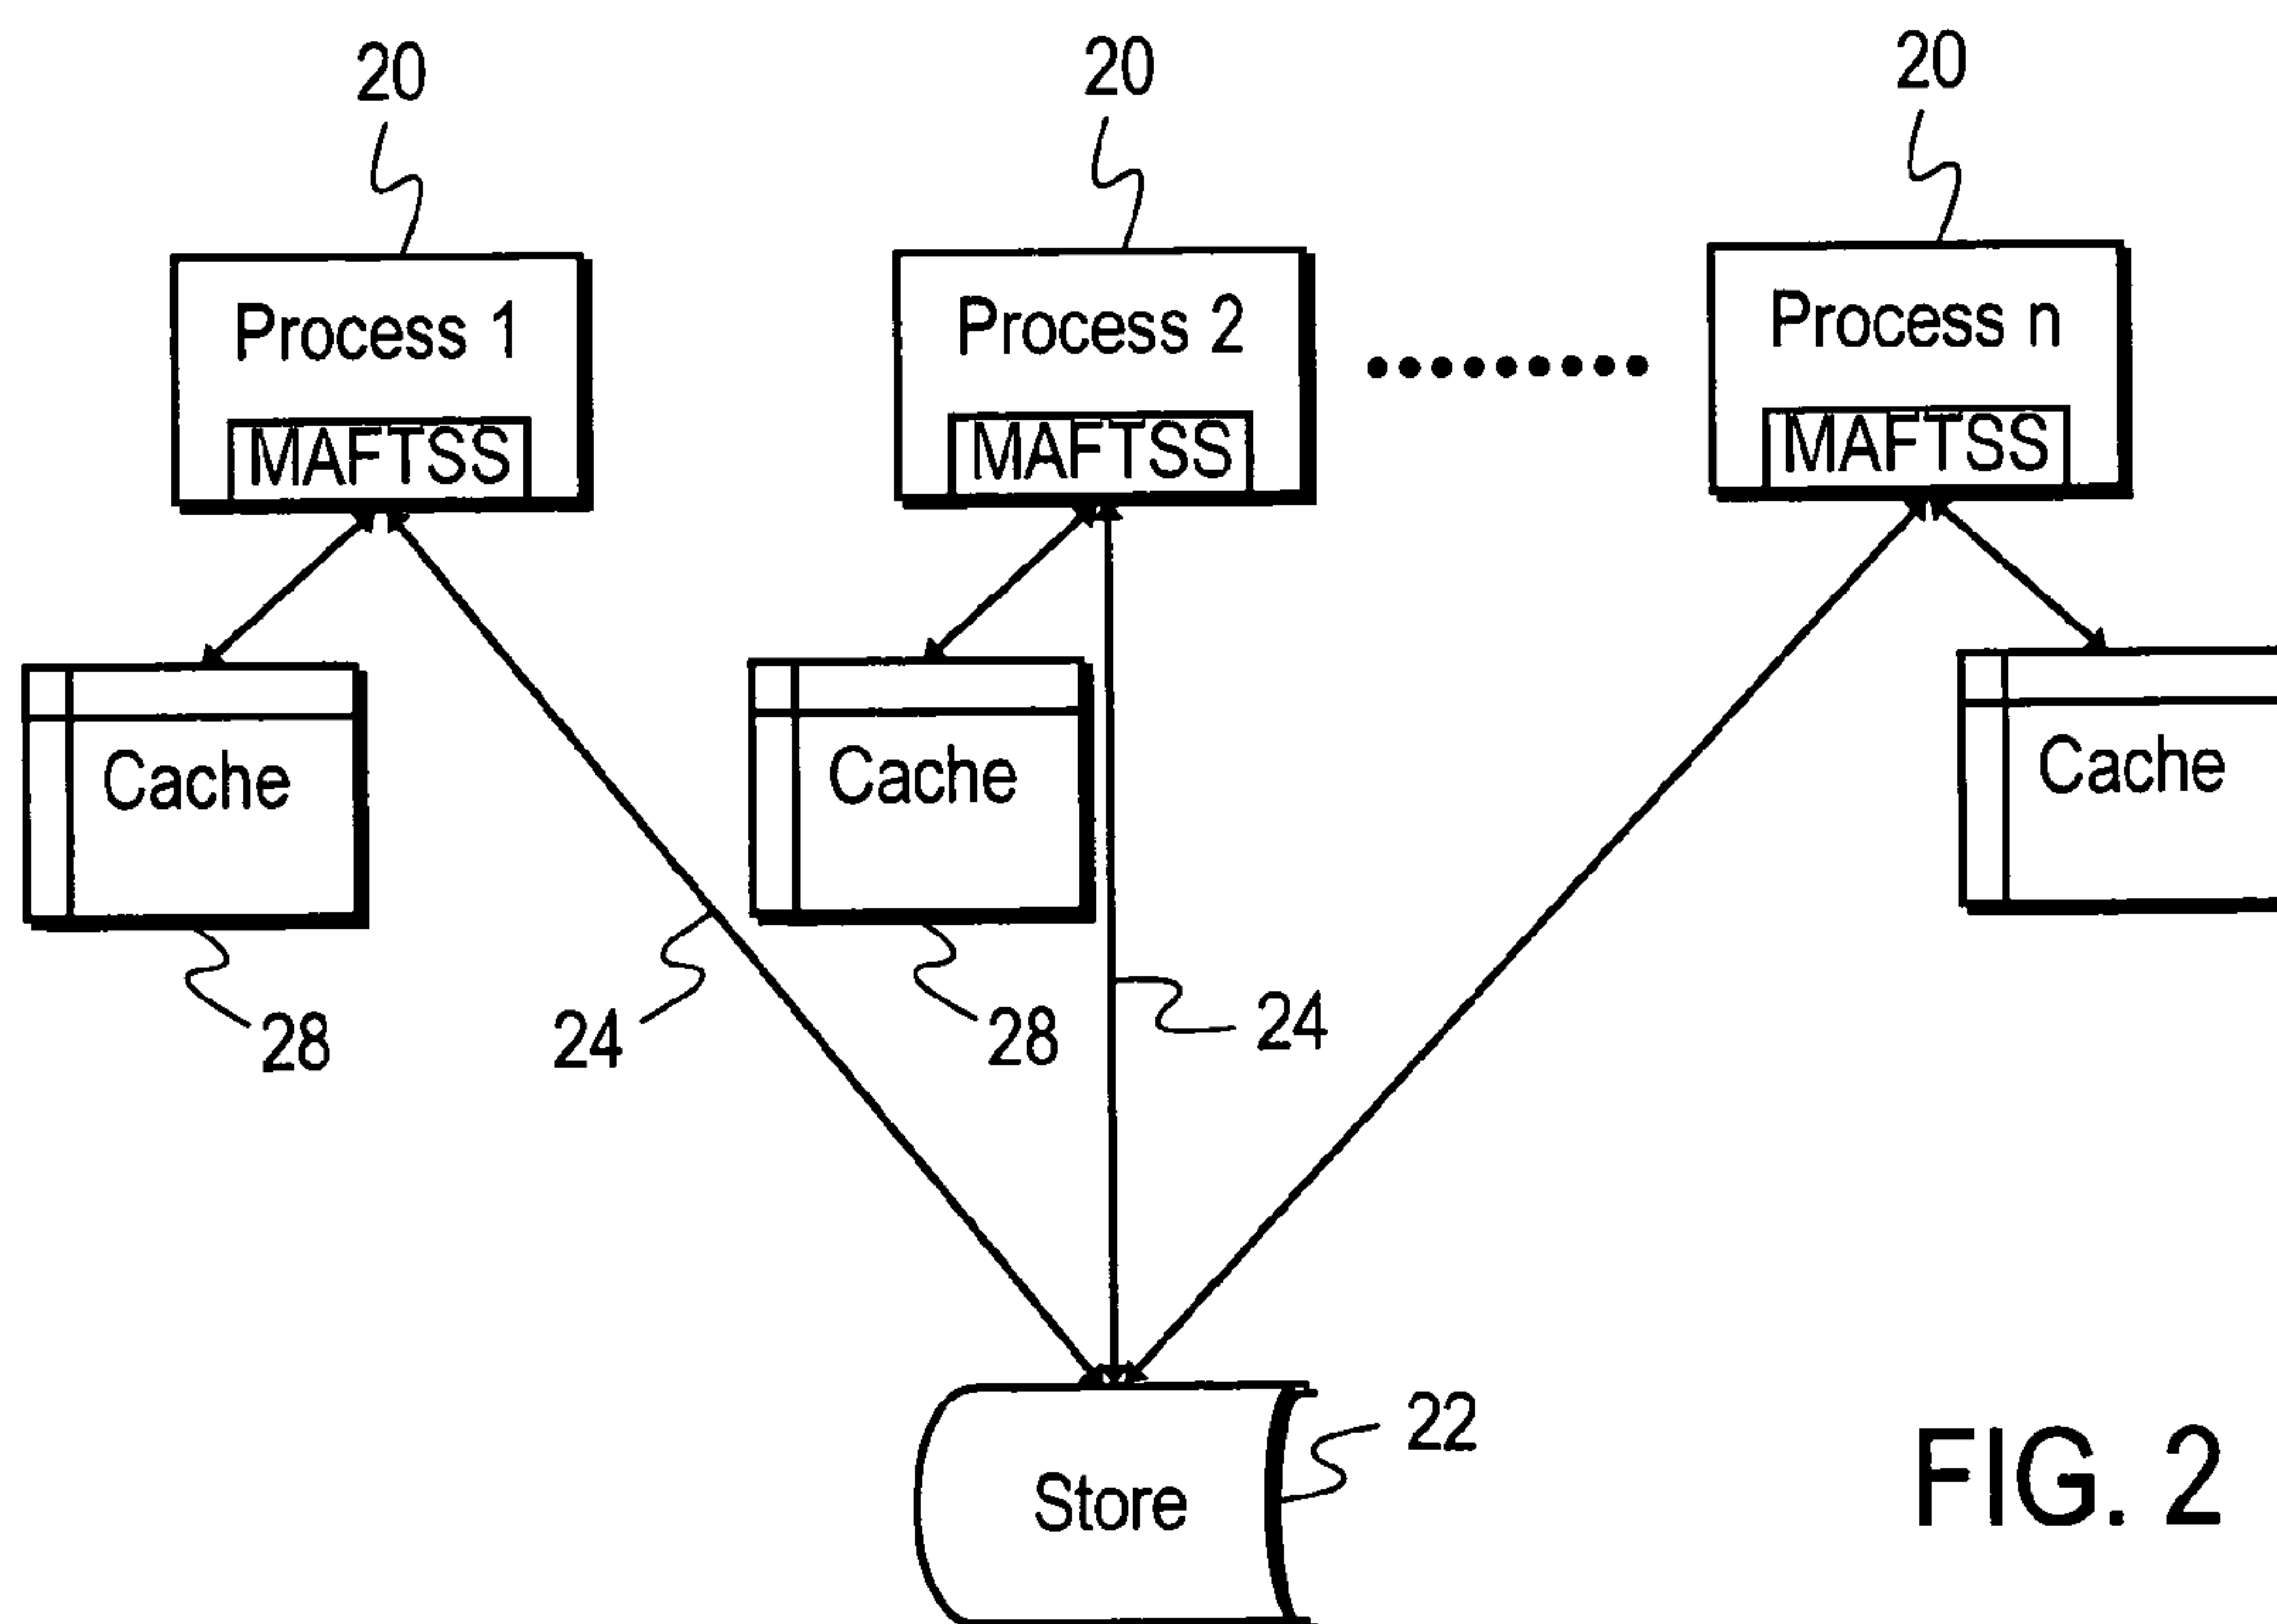 20
20
20
Process 1
Process 2
Process n
MAFTSS
MAFTSS
MAFTSS
Cache
Cache
Cache
28
24
28
24
22
Store
FIG. 2